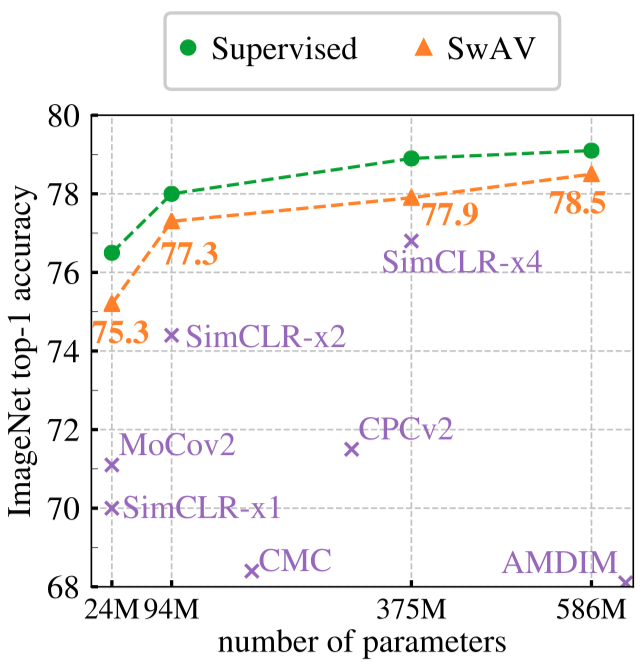 Supervised SwAV
80
78
76
74
72
70
68
ImageNet top-1 accuracy
77.9
78.5
77.3
SimCLR-x4
75.3
SimCLR-x2
MoCov2
CPCv2
SimCLR-x1
CMC
AMDIM
24M 94M 375M 586M
number of parameters